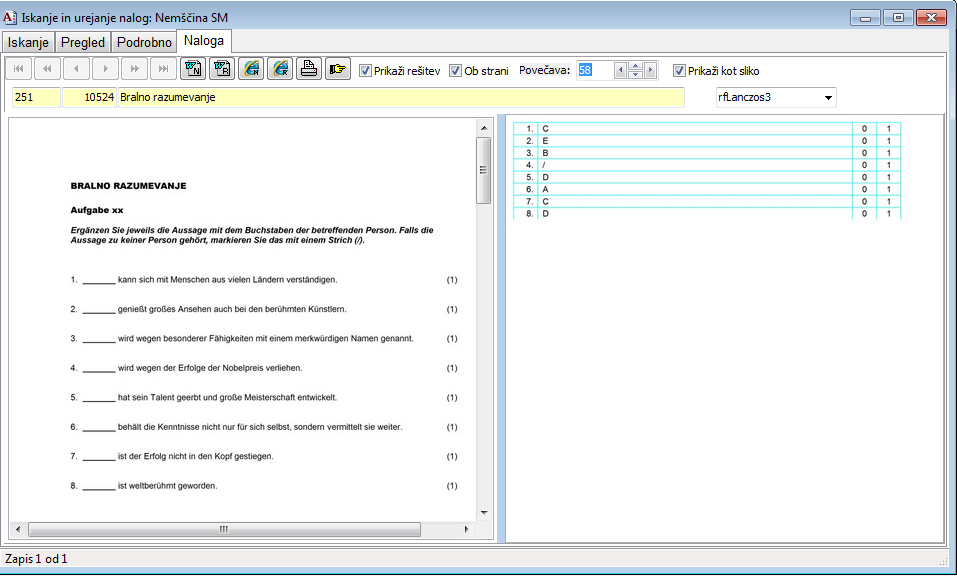 Iskanje in urejanje nalog: Nemščina SM
Iskanje Pregled Podrobno Naloga
Prikaži rešitev Ob strani Povečava: 58 Prikaži kot sliko
251 10524 Bralno razumevanje rfLanczos3
BRALNO RAZUMEVANJE
Aufgabe xx
Ergänzen Sie jeweils die Aussage mit dem Buchstaben der betreffenden Person. Falls die
Aussage zu keiner Person gehört, markieren Sie das mit einem Strich (/).
1. _______ kann sich mit Menschen aus vielen Ländern verständigen. (1)
2. _______ genießt großes Ansehen auch bei den berühmten Künstlern. (1)
3. _______ wird wegen besonderer Fähigkeiten mit einem merkwürdigen Namen genannt. (1)
4. _______ wird wegen der Erfolge der Nobelpreis verliehen. (1)
5. _______ hat sein Talent geerbt und große Meisterschaft entwickelt. (1)
6. _______ behält die Kenntnisse nicht nur für sich selbst, sondern vermittelt sie weiter. (1)
7. _______ ist der Erfolg nicht in den Kopf gestiegen. (1)
8. _______ ist weltberühmt geworden. (1)
1. C 0 1
2. E 0 1
3. B 0 1
4. / 0 1
5. D 0 1
6. A 0 1
7. C 0 1
8. D 0 1
Zapis 1 od 1